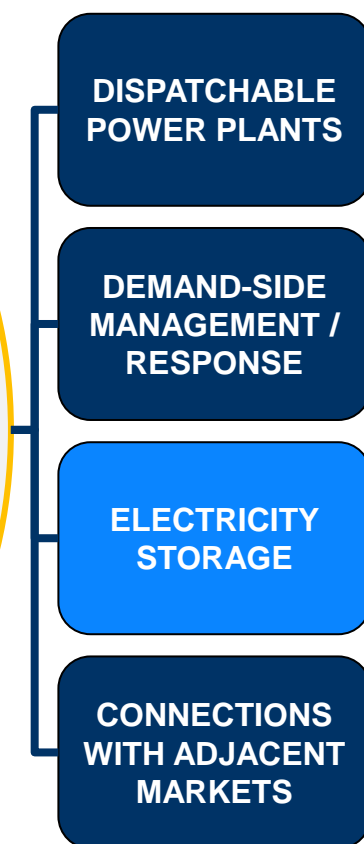 DISPATCHABLE
POWER PLANTS
DEMAND-SIDE
MANAGEMENT /
RESPONSE
ELECTRICITY
STORAGE
CONNECTIONS
WITH ADJACENT
MARKETS